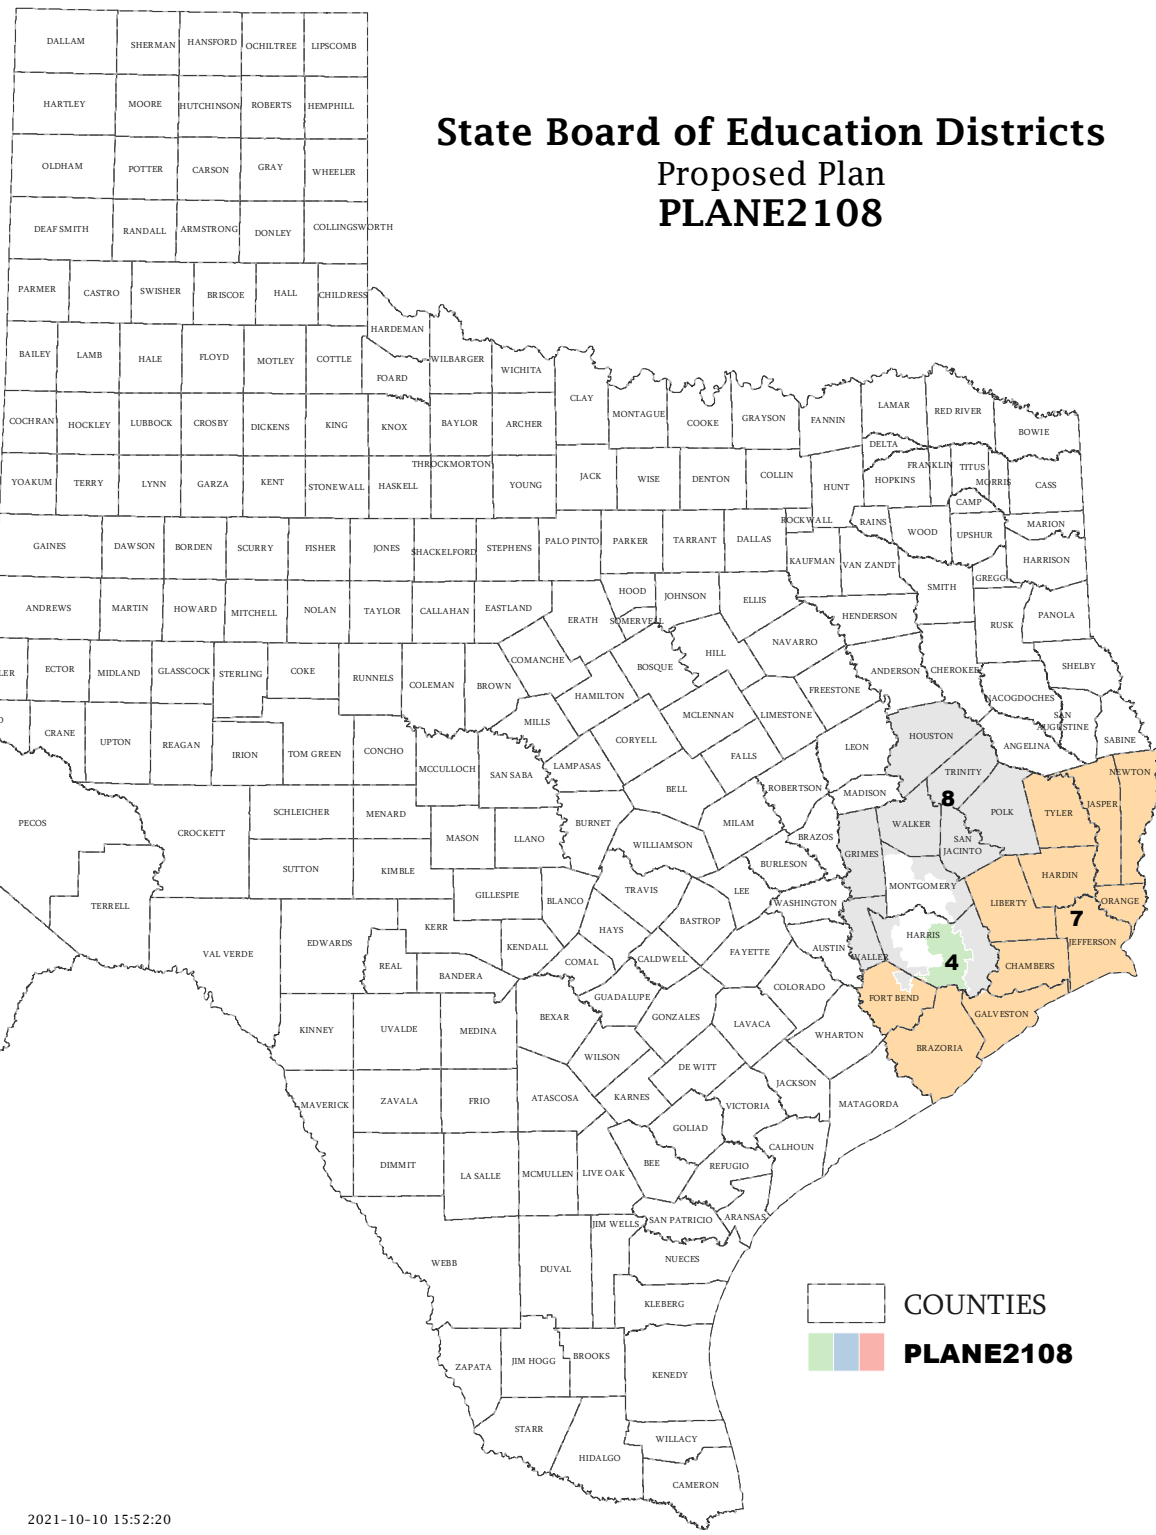 State Board of Education Districts
Proposed Plan
PLANE2108
DALLAM
SHERMAN
HANSFORD
OCHILTREE
LIPSCOMB
HARTLEY
MOORE
HUTCHINSON
ROBERTS
HEMPHILL
OLDHAM
POTTER
CARSON
GRAY
WHEELER
DEAF SMITH
RANDALL
ARMSTRONG
DONLEY
COLLINGSWORTH
PARMER
CASTRO
SWISHER
BRISCOE
HALL
CHILDRESS
HARDEMAN
BAILEY
LAMB
HALE
FLOYD
MOTLEY
COTTLE
FOARD
WILBARGER
WICHITA
CLAY
MONTAGUE
COOKE
GRAYSON
FANNIN
LAMAR
RED RIVER
BOWIE
COCHRAN
HOCKLEY
LUBBOCK
CROSBY
DICKENS
KING
KNOX
BAYLOR
ARCHER
DELTA
THROCKMORTON
FRANKLIN
TITUS
MORRIS
YOAKUM
TERRY
LYNN
GARZA
KENT
STONEWALL
HASKELL
YOUNG
JACK
WISE
DENTON
COLLIN
HUNT
HOPKINS
CASS
CAMP
ROCKWALL
RAINS
WOOD
UPSHUR
MARION
GAINES
DAWSON
BORDEN
SCURRY
FISHER
JONES
SHACKELFORD
STEPHENS
PALO PINTO
PARKER
TARRANT
DALLAS
KAUFMAN
VAN ZANDT
SMITH
GREGG
HARRISON
ANDREWS
MARTIN
HOWARD
MITCHELL
NOLAN
TAYLOR
CALLAHAN
EASTLAND
ERATH
HOOD
SOMERVELL
JOHNSON
ELLIS
HENDERSON
RUSK
PANOLA
LER
ECTOR
MIDLAND
GLASSCOCK
STERLING
COKE
RUNNELS
COLEMAN
BROWN
COMANCHE
HAMILTON
BOSQUE
HILL
NAVARRO
FREESTONE
ANDERSON
CHEROKEE
NACOGDOCHES
SHELBY
CRANE
UPTON
REAGAN
IRION
TOM GREEN
CONCHO
MCCULLOCH
SAN SABA
MILLS
LAMPASAS
CORYELL
MCLENNAN
LIMESTONE
FALLS
LEON
HOUSTON
ANGELINA
SAN
AUGUSTINE
SABINE
PECOS
CROCKETT
SCHLEICHER
MENARD
MASON
LLANO
BURNET
BELL
MILAM
ROBERTSON
MADISON
BRAZOS
TRINITY
8
WALKER
SAN
JACINTO
POLK
TYLER
JASPER
NEWTON
TERRELL
VAL VERDE
SUTTON
KIMBLE
GILLESPIE
BLANCO
WILLIAMSON
TRAVIS
LEE
BURLESON
WASHINGTON
GRIMES
MONTGOMERY
LIBERTY
HARDIN
ORANGE
7
JEFFERSON
EDWARDS
REAL
KERR
BANDERA
KENDALL
COMAL
HAYS
CALDWELL
BASTROP
FAYETTE
AUSTIN
WALLER
HARRIS
4
CHAMBERS
KINNEY
UVALDE
MEDINA
BEXAR
GUADALUPE
GONZALES
LAVACA
COLORADO
WHARTON
FORT BEND
GALVESTON
BRAZORIA
MAVERICK
ZAVALA
FRIO
ATASCOSA
WILSON
KARNES
DE WITT
VICTORIA
JACKSON
MATAGORDA
DIMMIT
LA SALLE
MCMULLEN
LIVE OAK
BEE
GOLIAD
REFUGIO
CALHOUN
WEBB
DUVAL
JIM WELLS
SAN PATRICIO
ARANSAS
NUECES
KLEBERG
ZAPATA
JIM HOGG
BROOKS
KENEDY
STARR
HIDALGO
WILLACY
CAMERON
COUNTIES
PLANE2108
2021-10-10 15:52:20